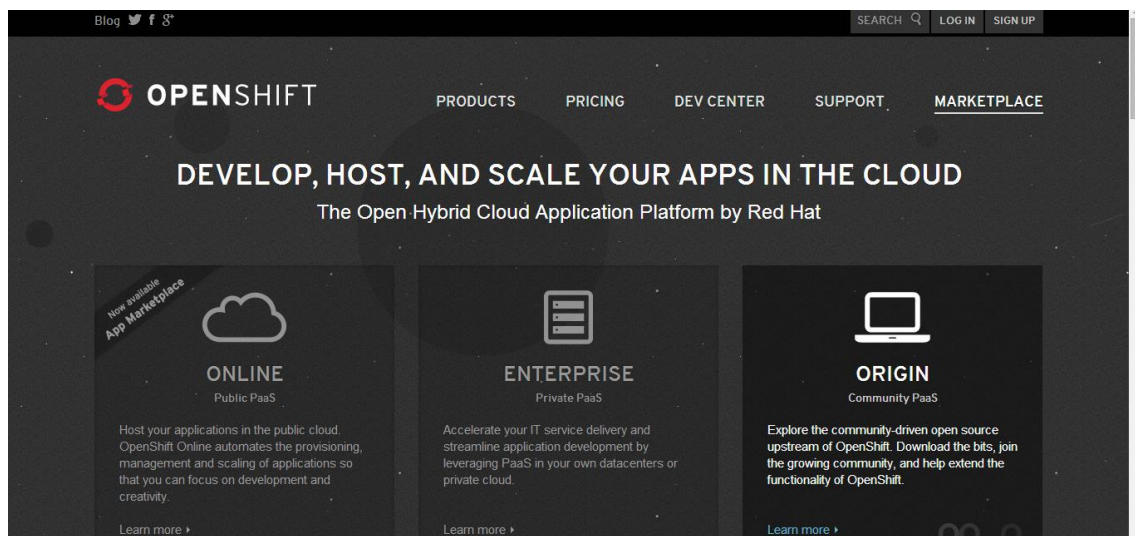 Blog
SEARCH LOG IN SIGN UP
OPENSHIFT
PRODUCTS PRICING DEV CENTER SUPPORT MARKETPLACE
DEVELOP, HOST, AND SCALE YOUR APPS IN THE CLOUD
The Open Hybrid Cloud Application Platform by Red Hat
Now available
App Marketplace
ONLINE
Public PaaS
Host your applications in the public cloud.
OpenShift Online automates the provisioning,
management and scaling of applications so
that you can focus on development and
creativity.
Learn more
ENTERPRISE
Private PaaS
Accelerate your IT service delivery and
streamline application development by
leveraging PaaS in your own datacenters or
private cloud.
Learn more
ORIGIN
Community PaaS
Explore the community-driven open source
upstream of OpenShift. Download the bits, join
the growing community, and help extend the
functionality of OpenShift.
Learn more